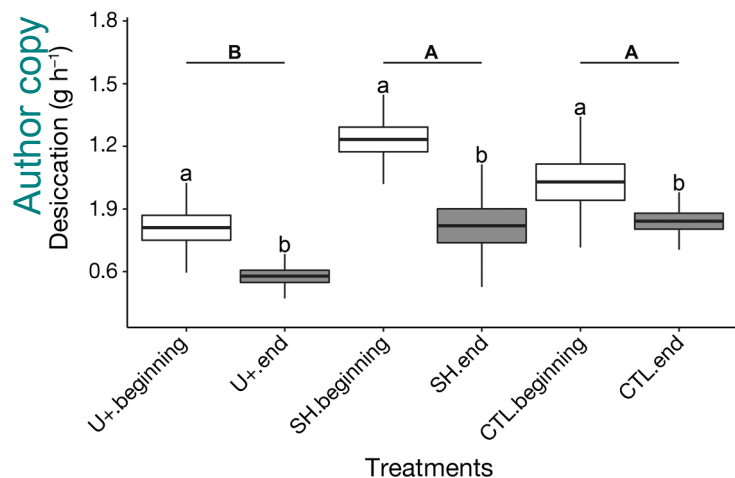 Author copy
Desiccation (g h⁻¹)
1.8
1.5
1.2
1.9
0.6
B
A
A
a
b
a
b
a
b
U+.beginning
U+.end
SH.beginning
SH.end
CTL.beginning
CTL.end
Treatments